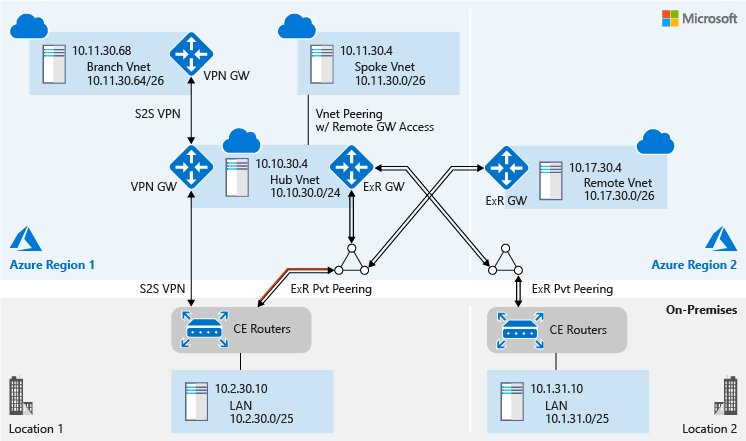 Microsoft
10.11.30.68
Branch Vnet
10.11.30.64/26
VPN GW
10.11.30.4
Spoke Vnet
10.11.30.0/26
S2S VPN
Vnet Peering
w/ Remote GW Access
VPN GW
10.10.30.4
Hub Vnet
10.10.30.0/24
ExR GW
ExR GW
10.17.30.4
Remote Vnet
10.17.30.0/26
Azure Region 1
Azure Region 2
S2S VPN
ExR Pvt Peering
ExR Pvt Peering
On-Premises
CE Routers
CE Routers
10.2.30.10
LAN
10.2.30.0/25
10.1.31.10
LAN
10.1.31.0/25
Location 1
Location 2